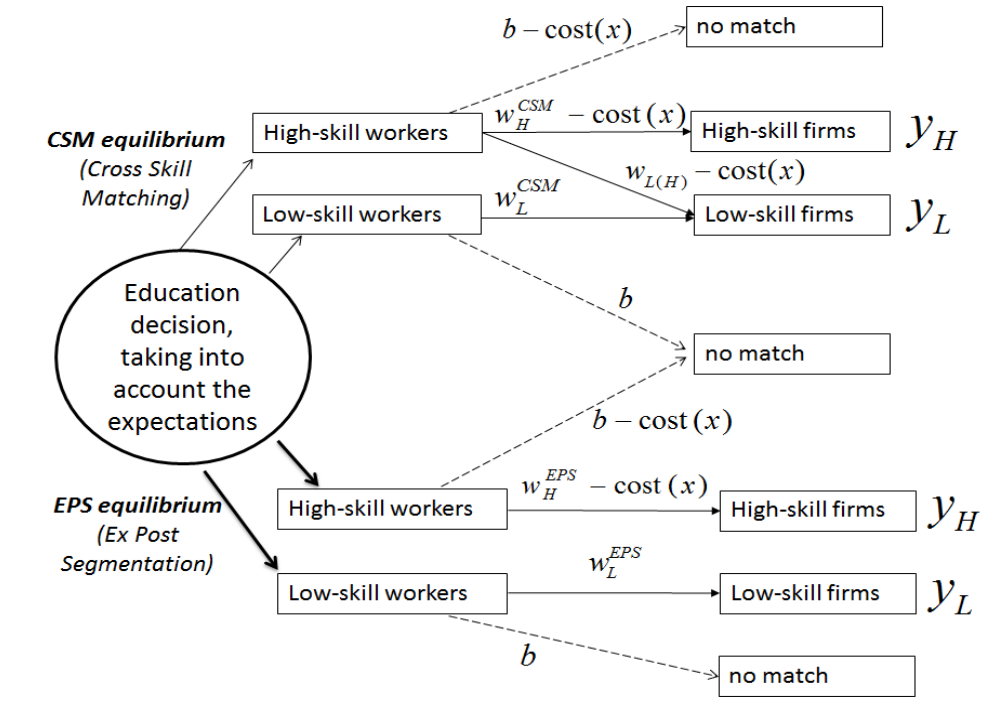 b − cost(x)
no match
w_H^{CSM} − cost (x)
High-skill workers
High-skill firms
y_H
CSM equilibrium
(Cross Skill
Matching)
w_{L(H)} − cost(x)
w_L^{CSM}
Low-skill workers
Low-skill firms
y_L
Education
decision,
taking into
account the
expectations
b
no match
b − cost (x)
EPS equilibrium
(Ex Post
Segmentation)
w_H^{EPS} − cost (x)
High-skill workers
High-skill firms
y_H
w_L^{EPS}
Low-skill workers
Low-skill firms
y_L
b
no match